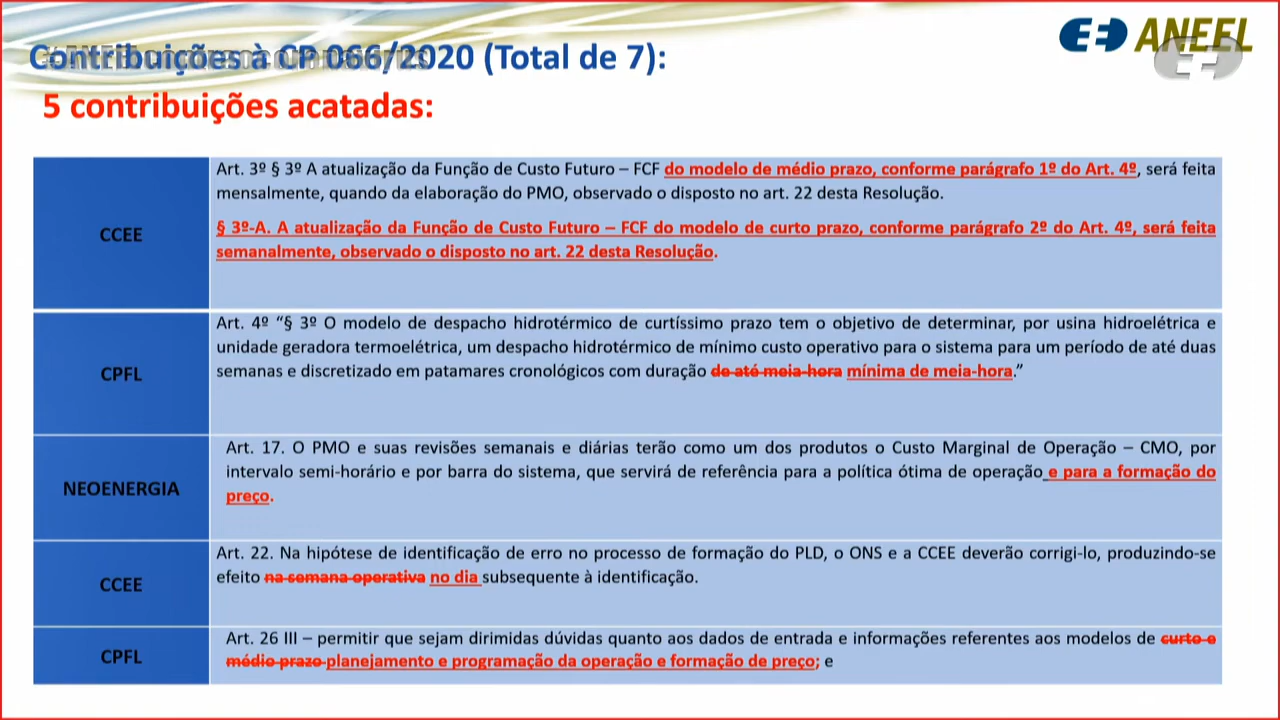 Contribuições à CP 066/2020 (Total de 7):
ANEEL
5 contribuições acatadas:
CCEE
Art. 3º § 3º A atualização da Função de Custo Futuro – FCF do modelo de médio prazo, conforme parágrafo 1º do Art. 4º, será feita
mensalmente, quando da elaboração do PMO, observado o disposto no art. 22 desta Resolução.
§ 3º-A. A atualização da Função de Custo Futuro – FCF do modelo de curto prazo, conforme parágrafo 2º do Art. 4º, será feita
semanalmente, observado o disposto no art. 22 desta Resolução.
CPFL
Art. 4º “§ 3º O modelo de despacho hidrotérmico de curtíssimo prazo tem o objetivo de determinar, por usina hidroelétrica e
unidade geradora termoelétrica, um despacho hidrotérmico de mínimo custo operativo para o sistema para um período de até duas
semanas e discretizado em patamares cronológicos com duração de até meia-hora mínima de meia-hora.”
NEOENERGIA
Art. 17. O PMO e suas revisões semanais e diárias terão como um dos produtos o Custo Marginal de Operação – CMO, por
intervalo semi-horário e por barra do sistema, que servirá de referência para a política ótima de operação e para a formação do
preço.
CCEE
Art. 22. Na hipótese de identificação de erro no processo de formação do PLD, o ONS e a CCEE deverão corrigi-lo, produzindo-se
efeito na semana operativa no dia subsequente à identificação.
CPFL
Art. 26 III – permitir que sejam dirimidas dúvidas quanto aos dados de entrada e informações referentes aos modelos de curto e
médio prazo planejamento e programação da operação e formação de preço; e